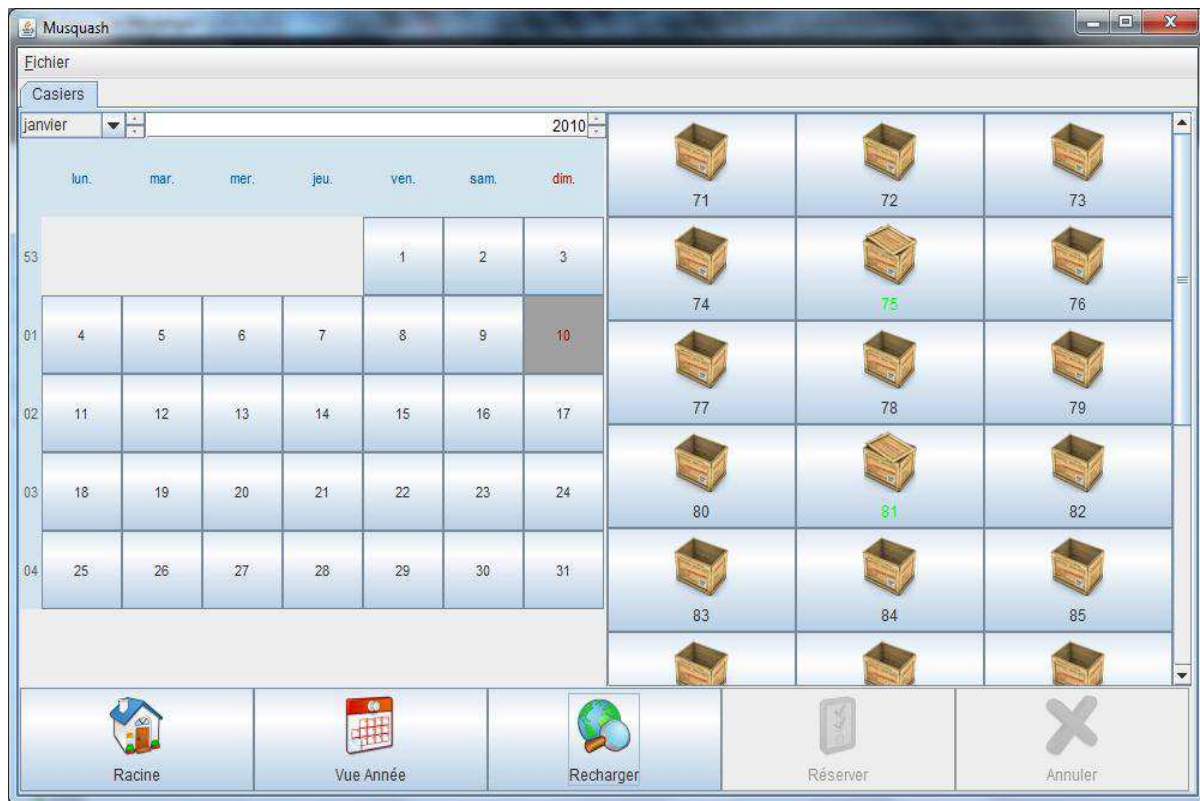 Musquash
Fichier
Casiers
janvier 2010
lun. mar. mer. jeu. ven. sam. dim.
53 1 2 3
01 4 5 6 7 8 9 10
02 11 12 13 14 15 16 17
03 18 19 20 21 22 23 24
04 25 26 27 28 29 30 31
71 72 73
74 75 76
77 78 79
80 81 82
83 84 85
Racine Vue Année Recharger Réserver Annuler